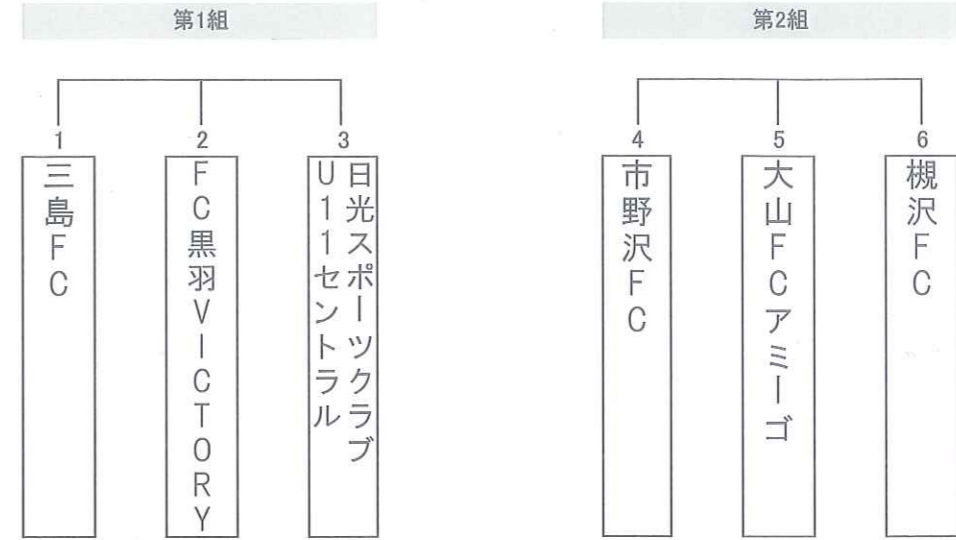 第1組
1
三島FC
2
FC黒羽VICTORY
3
日光スポーツクラブ
U11セントラル
第2組
4
市野沢FC
5
大山FCアミーゴ
6
槻沢FC